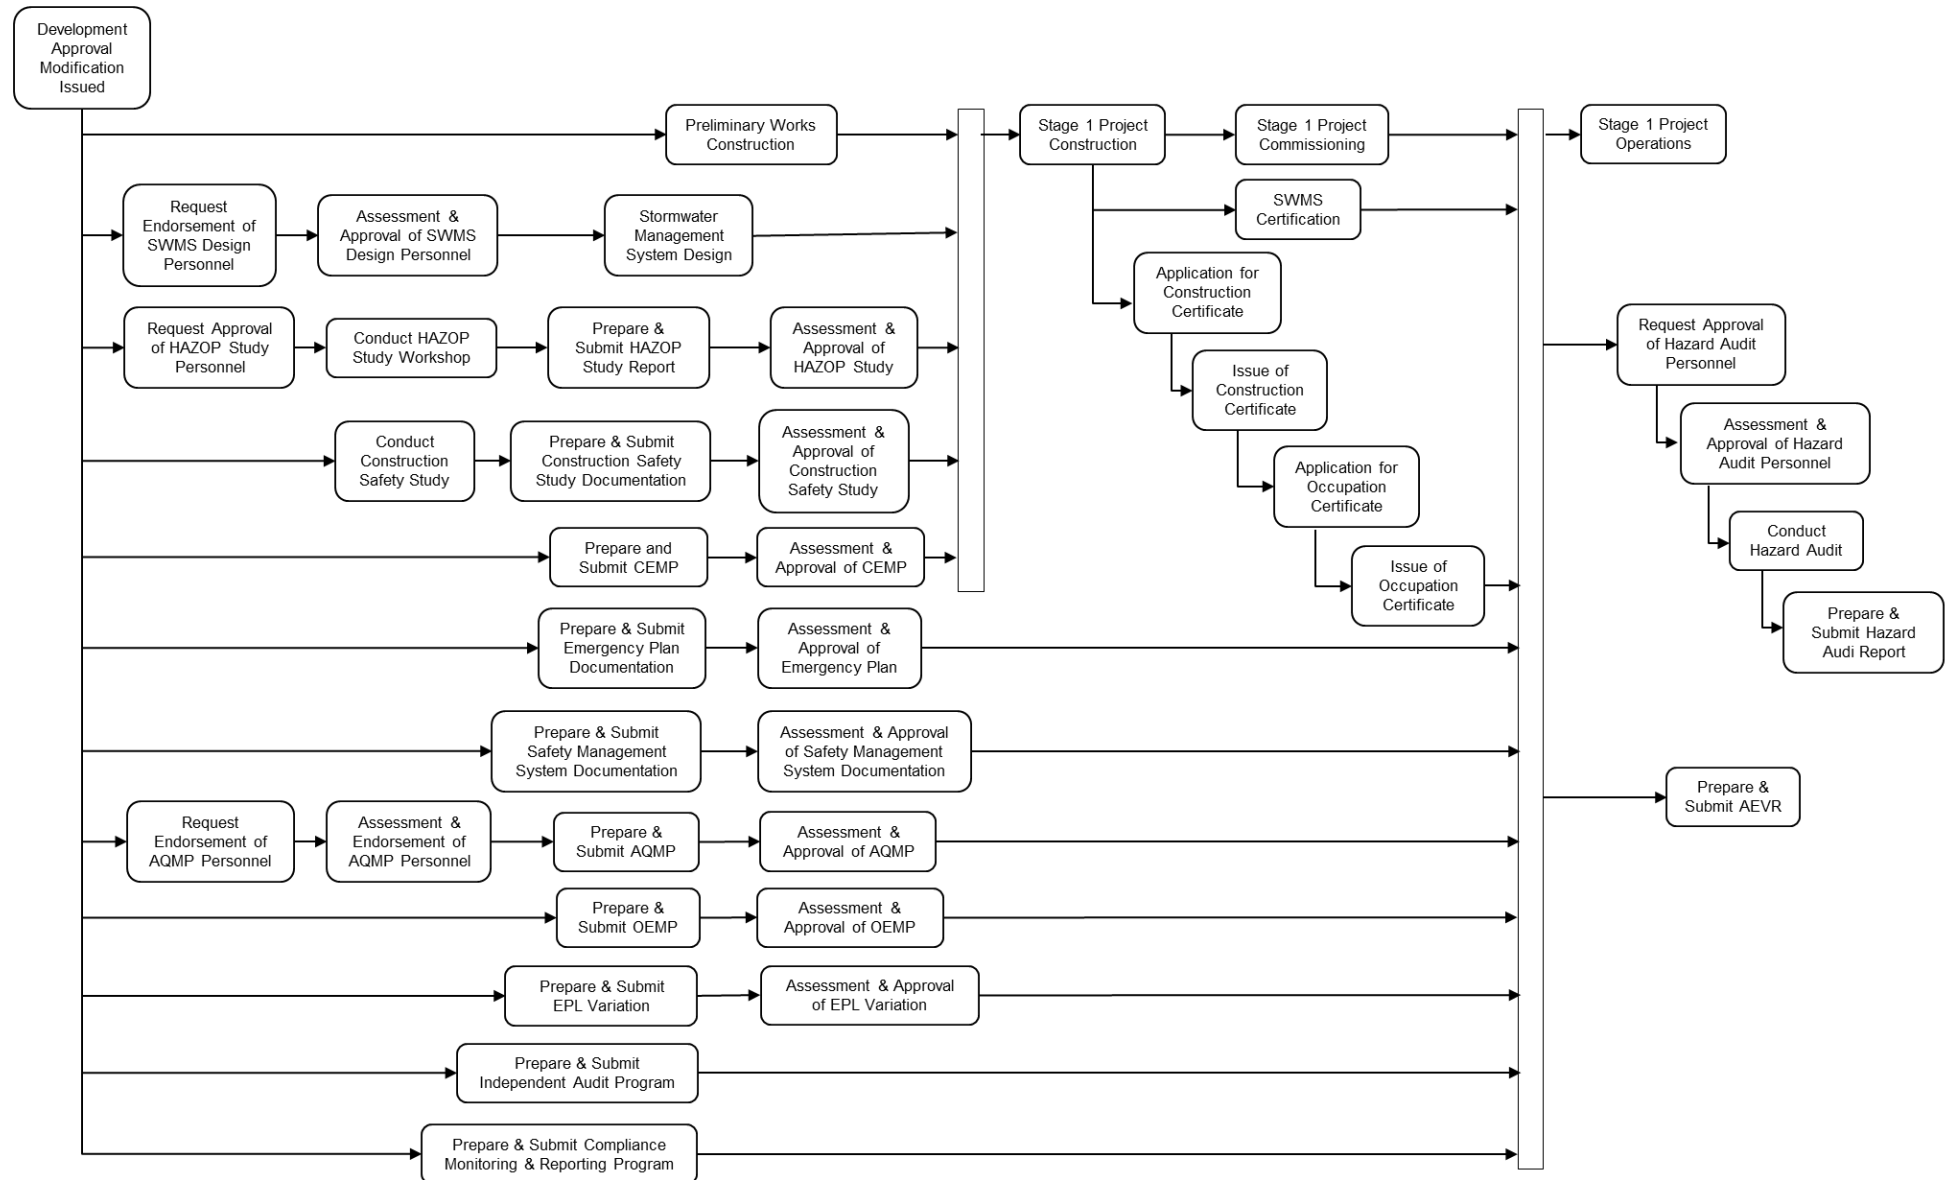 Development
Approval
Modification
Issued
Preliminary Works
Construction
Stage 1 Project
Construction
Stage 1 Project
Commissioning
Stage 1 Project
Operations
Request
Endorsement of
SWMS Design
Personnel
Assessment &
Approval of SWMS
Design Personnel
Stormwater
Management
System Design
SWMS
Certification
Application for
Construction
Certificate
Issue of
Construction
Certificate
Application for
Occupation
Certificate
Issue of
Occupation
Certificate
Request Approval
of HAZOP Study
Personnel
Conduct HAZOP
Study Workshop
Prepare &
Submit HAZOP
Study Report
Assessment &
Approval of
HAZOP Study
Request Approval
of Hazard Audit
Personnel
Assessment &
Approval of Hazard
Audit Personnel
Conduct
Hazard Audit
Prepare &
Submit Hazard
Audi Report
Conduct
Construction
Safety Study
Prepare & Submit
Construction Safety
Study Documentation
Assessment &
Approval of
Construction
Safety Study
Prepare and
Submit CEMP
Assessment &
Approval of CEMP
Prepare & Submit
Emergency Plan
Documentation
Assessment &
Approval of
Emergency Plan
Prepare & Submit
Safety Management
System Documentation
Assessment & Approval
of Safety Management
System Documentation
Prepare &
Submit AEVR
Request
Endorsement of
AQMP Personnel
Assessment &
Endorsement of
AQMP Personnel
Prepare &
Submit AQMP
Assessment &
Approval of AQMP
Prepare &
Submit OEMP
Assessment &
Approval of OEMP
Prepare & Submit
EPL Variation
Assessment & Approval
of EPL Variation
Prepare & Submit
Independent Audit Program
Prepare & Submit Compliance
Monitoring & Reporting Program